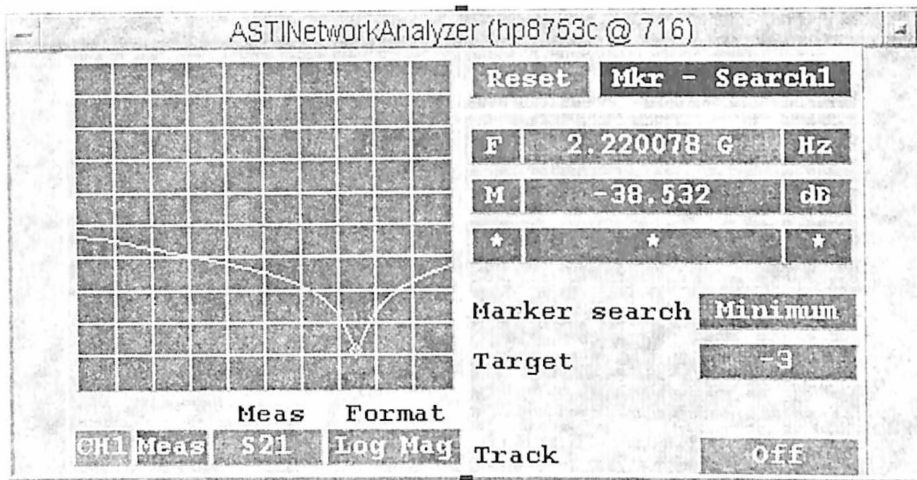 ASTINetworkAnalyzer (hp8753c @ 716)
Reset Mkr - Search1
F 2.220078 G Hz
M -38.532 dB
* * *
Marker search Minimum
Target -3
Meas Format
CH1 Meas S21 Log Mag
Track Off